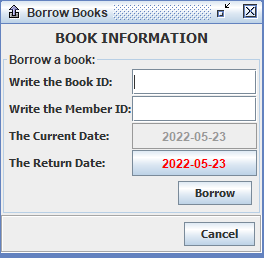 Borrow Books
BOOK INFORMATION
Borrow a book:
Write the Book ID:
Write the Member ID:
The Current Date: 2022-05-23
The Return Date: 2022-05-23
Borrow
Cancel